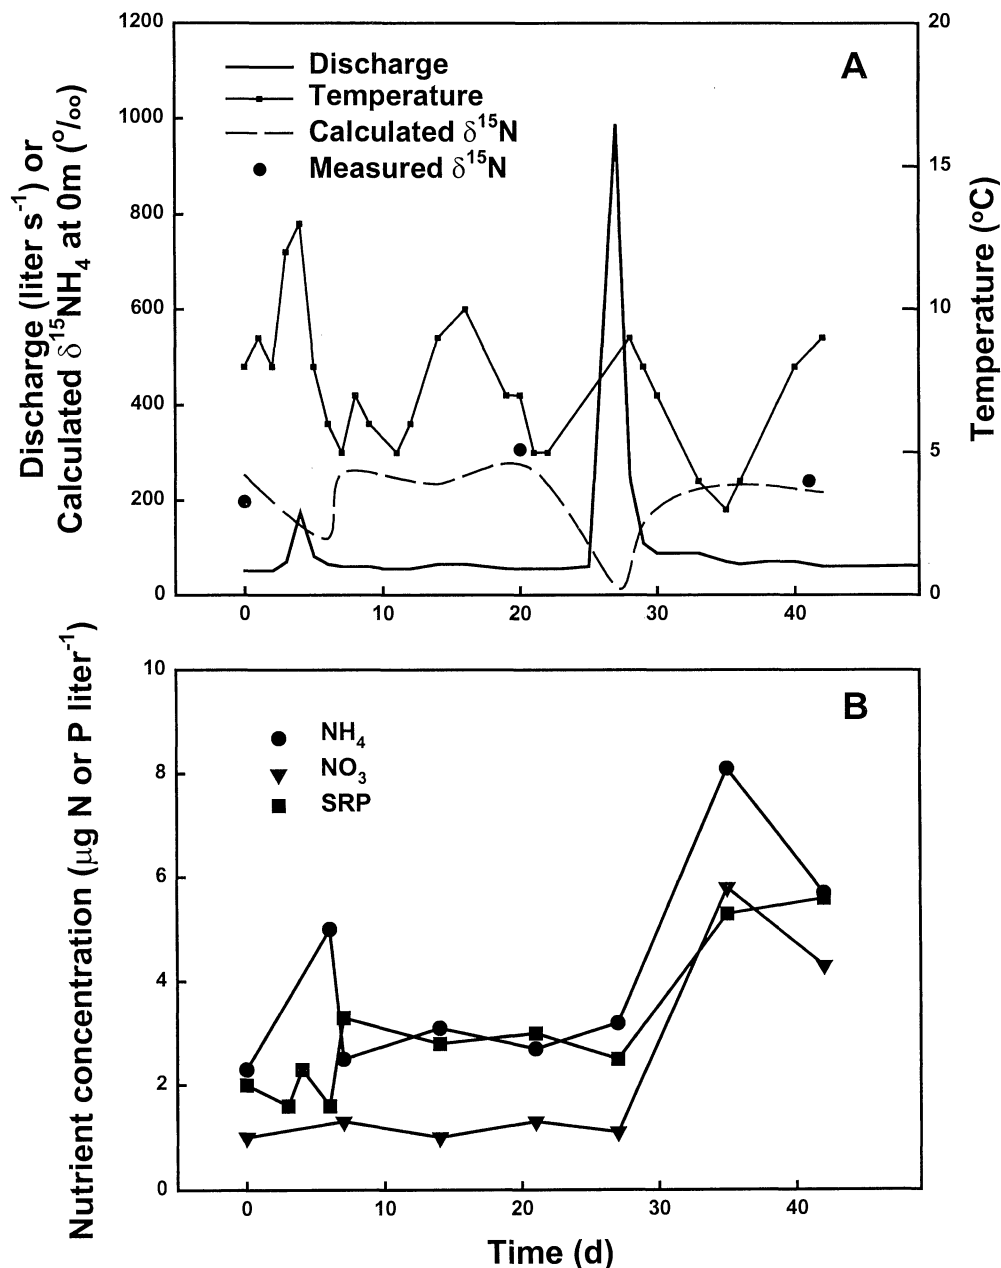 1200
1000
800
600
400
200
0
Discharge (liter s⁻¹) or
Calculated δ¹⁵NH₄ at 0m (º/∞)
Discharge
Temperature
Calculated δ¹⁵N
Measured δ¹⁵N
A
20
15
10
5
0
Temperature (ºC)
0 10 20 30 40
10
8
6
4
2
0
Nutrient concentration (μg N or P liter⁻¹)
NH₄
NO₃
SRP
B
0 10 20 30 40
Time (d)